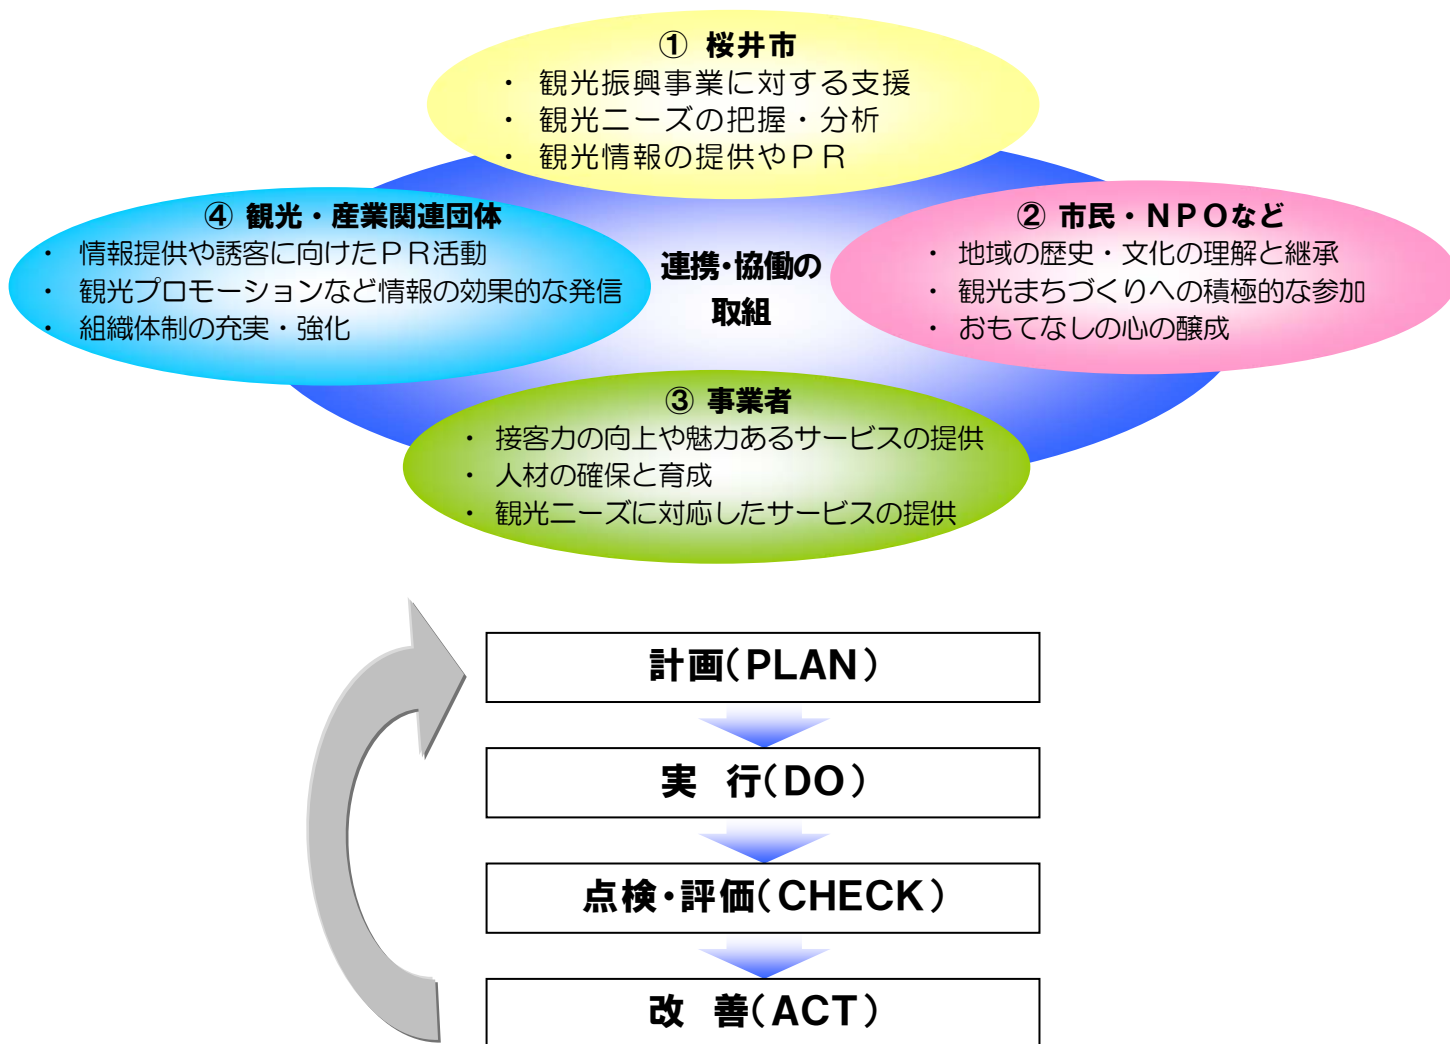 ① 桜井市
・ 観光振興事業に対する支援
・ 観光ニーズの把握・分析
・ 観光情報の提供やＰＲ
④ 観光・産業関連団体
・ 情報提供や誘客に向けたＰＲ活動
・ 観光プロモーションなど情報の効果的な発信
・ 組織体制の充実・強化
連携・協働の
取組
② 市民・ＮＰＯなど
・ 地域の歴史・文化の理解と継承
・ 観光まちづくりへの積極的な参加
・ おもてなしの心の醸成
③ 事業者
・ 接客力の向上や魅力あるサービスの提供
・ 人材の確保と育成
・ 観光ニーズに対応したサービスの提供
計画（PLAN）
実　行（DO）
点検・評価（CHECK）
改　善（ACT）